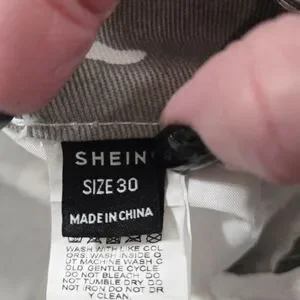 SHEIN
SIZE 30
MADE IN CHINA
WASH WITH LIKE COL
ORS. WASH INSIDE O
UT MACHINE WASH C
OLD GENTLE CYCLE
DO NOT BLEACH DO
NOT TUMBLE DRY DO
NOT IRON DO NOT DR
Y CLEAN.